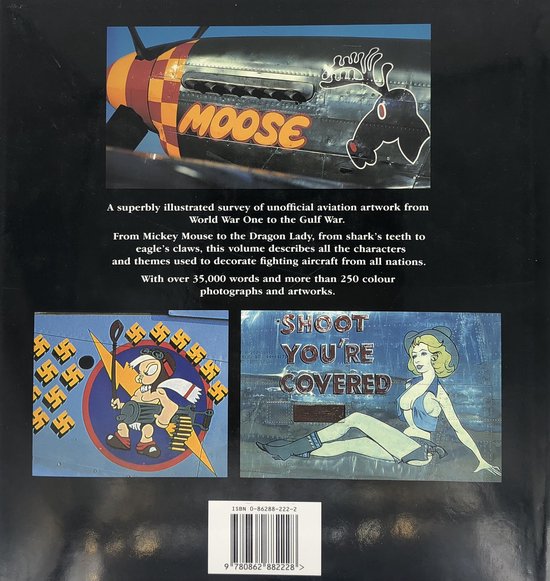 MOOSE
A superbly illustrated survey of unofficial aviation artwork from
World War One to the Gulf War.
From Mickey Mouse to the Dragon Lady, from shark's teeth to
eagle's claws, this volume describes all the characters
and themes used to decorate fighting aircraft from all nations.
With over 35,000 words and more than 250 colour
photographs and artworks.
SHOOT
YOU'RE
COVERED
ISBN 0-86288-222-2
9 780862 882228 >